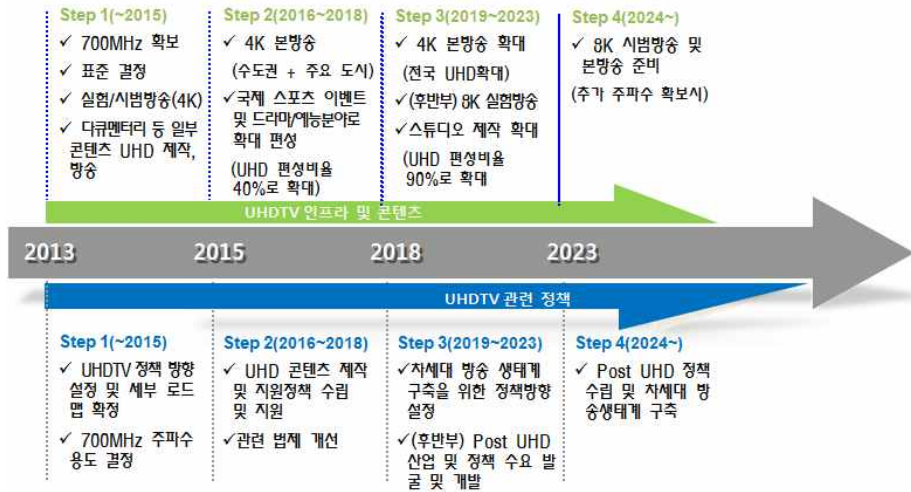 Step 1(~2015)
✓ 700MHz 확보
✓ 표준 결정
✓ 실험/시범방송(4K)
✓ 다큐멘터리 등 일부
콘텐츠 UHD 제작,
방송
Step 2(2016~2018)
✓ 4K 본방송
(수도권 + 주요 도시)
✓국제 스포츠 이벤트
및 드라마/예능분야로
확대 편성
(UHD 편성비율
40%로 확대)
Step 3(2019~2023)
✓ 4K 본방송 확대
(전국 UHD확대)
✓(후반부) 8K 실험방송
✓스튜디오 제작 확대
(UHD 편성비율
90%로 확대)
Step 4(2024~)
✓ 8K 시범방송 및
본방송 준비
(추가 주파수 확보시)
UHDTV 인프라 및 콘텐츠
2013 2015 2018 2023
UHDTV 관련 정책
Step 1(~2015)
✓ UHDTV 정책 방향
설정 및 세부 로드
맵 확정
✓ 700MHz 주파수
용도 결정
Step 2(2016~2018)
✓ UHD 콘텐츠 제작
및 지원정책 수립
및 지원
✓관련 법제 개선
Step 3(2019~2023)
✓차세대 방송 생태계
구축을 위한 정책방향
설정
✓(후반부) Post UHD
산업 및 정책 수요 발
굴 및 개발
Step 4(2024~)
✓ Post UHD 정책
수립 및 차세대 방
송생태계 구축